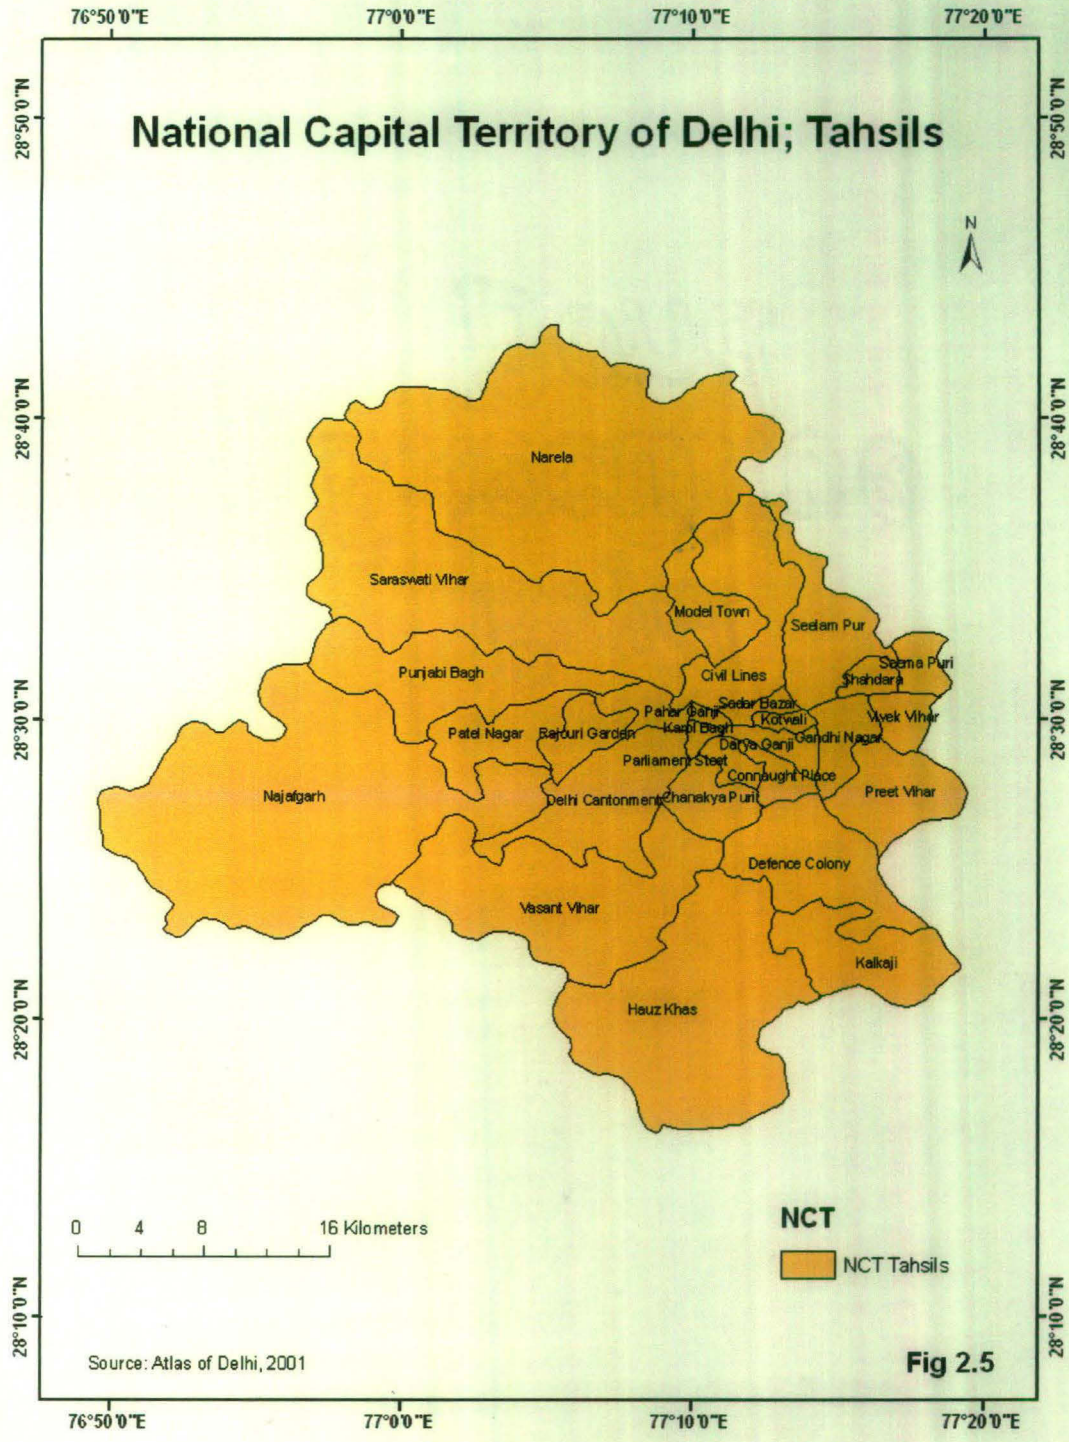 76°50'0"E 77°0'0"E 77°10'0"E 77°20'0"E
28°50'0"N 28°50'0"N
National Capital Territory of Delhi; Tahsils
N
28°40'0"N 28°40'0"N
Narela
Saraswati Vihar
Model Town
Seelam Pur
Seema Puri
Punjabi Bagh
Civil Lines
Shahdara
Sadar Bazar
Pahar Ganj
Kotwali
Vivek Vihar
28°30'0"N 28°30'0"N
Karol Bagh
Patel Nagar
Rajouri Garden
Gandhi Nagar
Darya Ganj
Parliament Steet
Connaught Place
Najafgarh
Delhi Cantonment
Chanakya Puri
Preet Vihar
Defence Colony
Vasant Vihar
Kalkaji
Hauz Khas
28°20'0"N 28°20'0"N
NCT
0 4 8 16 Kilometers
NCT Tahsils
28°10'0"N 28°10'0"N
Source: Atlas of Delhi, 2001
Fig 2.5
76°50'0"E 77°0'0"E 77°10'0"E 77°20'0"E